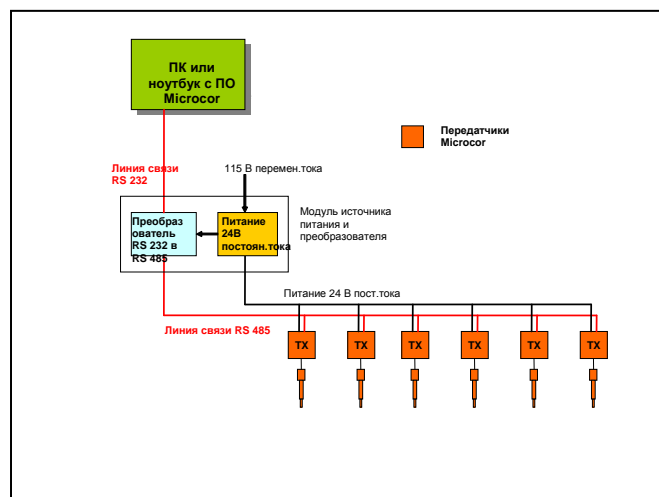 ПК или
ноутбук с ПО
Microcor
Передатчики
Microcor
Линия связи
RS 232
115 В перемен.тока
Преобраз
ователь
RS 232 в
RS 485
Питание
24В
постоян.тока
Модуль источника
питания и
преобразователя
Питание 24 В пост.тока
Линия связи RS 485
TX
TX
TX
TX
TX
TX